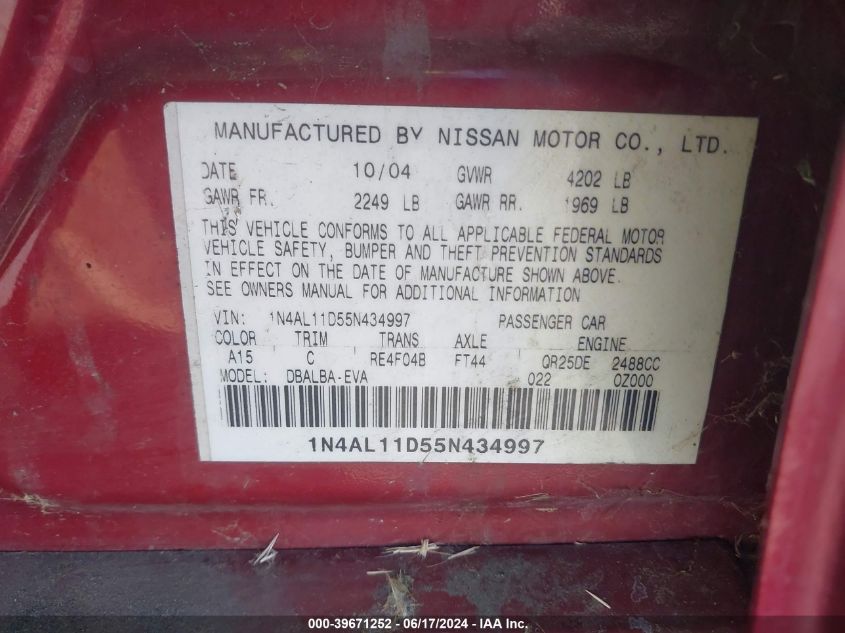 MANUFACTURED BY NISSAN MOTOR CO., LTD.
DATE 10/04 GVWR 4202 LB
GAWR FR. 2249 LB GAWR RR. 1969 LB
THIS VEHICLE CONFORMS TO ALL APPLICABLE FEDERAL MOTOR
VEHICLE SAFETY, BUMPER AND THEFT PREVENTION STANDARDS
IN EFFECT ON THE DATE OF MANUFACTURE SHOWN ABOVE.
SEE OWNERS MANUAL FOR ADDITIONAL INFORMATION
VIN: 1N4AL11D55N434997 PASSENGER CAR
COLOR TRIM TRANS AXLE ENGINE
A15 C RE4F04B FT44 QR25DE 2488CC
MODEL: DBALBA-EVA 022 0Z000
1N4AL11D55N434997
000-39671252 | 06/17/2024 - IAA Inc.